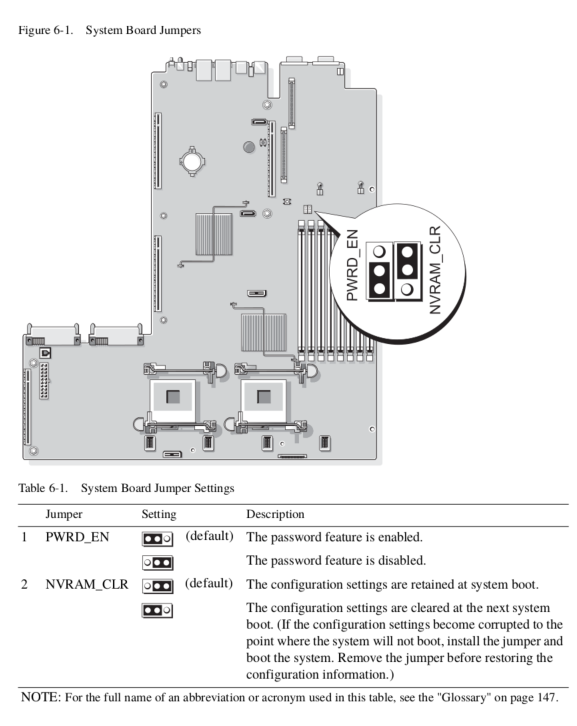 Figure 6-1. System Board Jumpers
PWRD_EN
NVRAM_CLR
Table 6-1. System Board Jumper Settings
Jumper Setting Description
1 PWRD_EN (default) The password feature is enabled.
The password feature is disabled.
2 NVRAM_CLR (default) The configuration settings are retained at system boot.
The configuration settings are cleared at the next system
boot. (If the configuration settings become corrupted to the
point where the system will not boot, install the jumper and
boot the system. Remove the jumper before restoring the
configuration information.)
NOTE: For the full name of an abbreviation or acronym used in this table, see the "Glossary" on page 147.